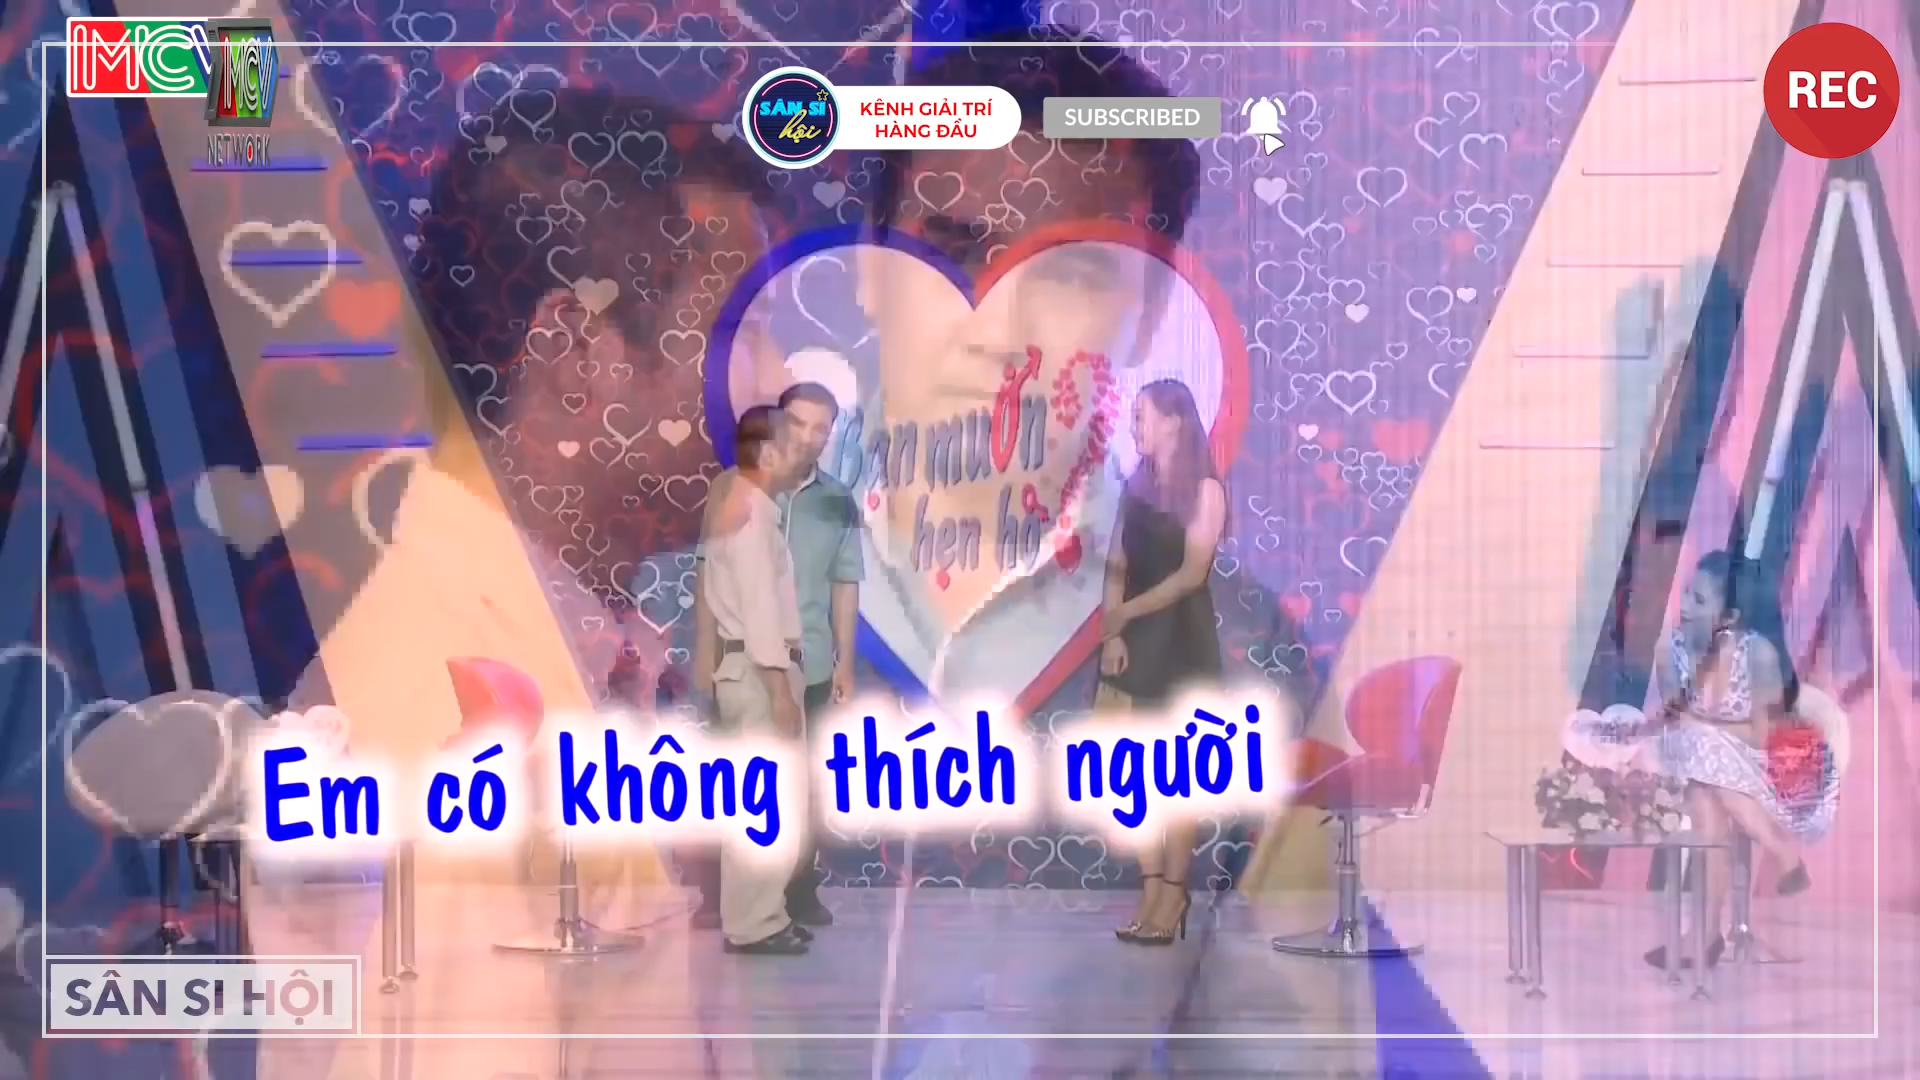 MCV
MCV
NETWORK
SÂN SI
hội
KÊNH GIẢI TRÍ
HÀNG ĐẦU
SUBSCRIBED
REC
Bạn muốn
hẹn hò
Em có không thích người
SÂN SI HỘI